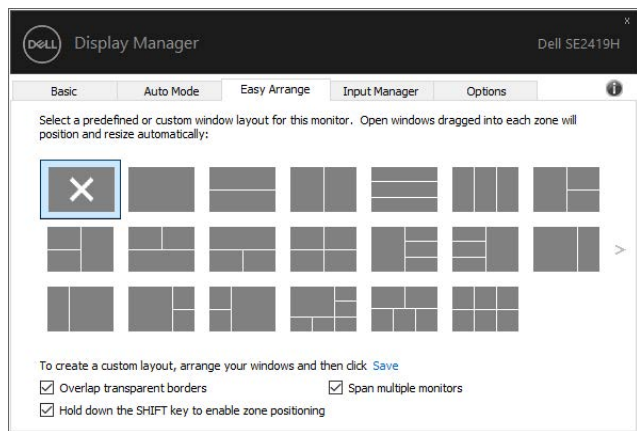 x
DELL Display Manager Dell SE2419H
Basic Auto Mode Easy Arrange Input Manager Options
Select a predefined or custom window layout for this monitor. Open windows dragged into each zone will
position and resize automatically:
To create a custom layout, arrange your windows and then click Save
Overlap transparent borders Span multiple monitors
Hold down the SHIFT key to enable zone positioning